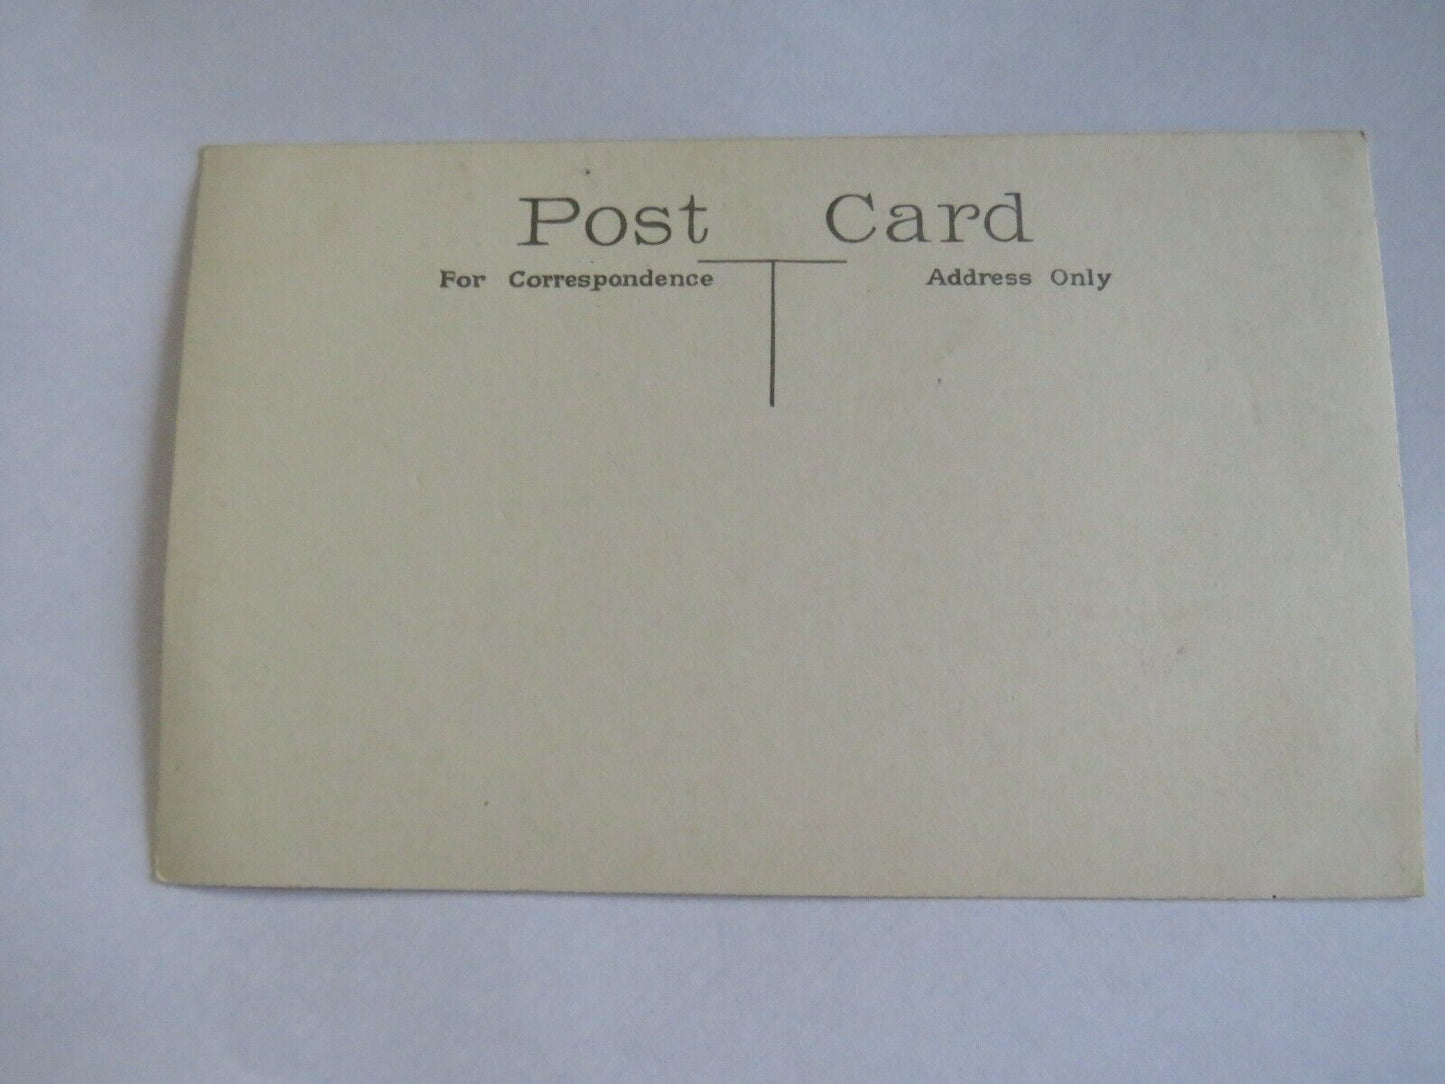 Post Card
For Correspondence
Address Only